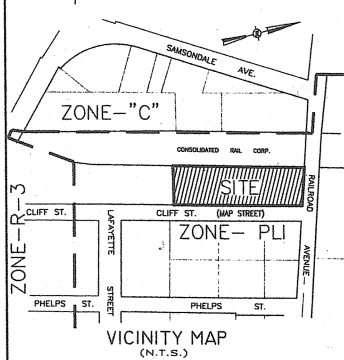 SAMSONDALE AVE.
ZONE-"C"
CONSOLIDATED RAIL CORP.
SITE
RAILROAD AVENUE
CLIFF ST.
CLIFF ST. (MAP STREET)
ZONE-R-3
LAFAYETTE STREET
ZONE- PLI
PHELPS ST.
PHELPS ST.
VICINITY MAP
(N.T.S.)